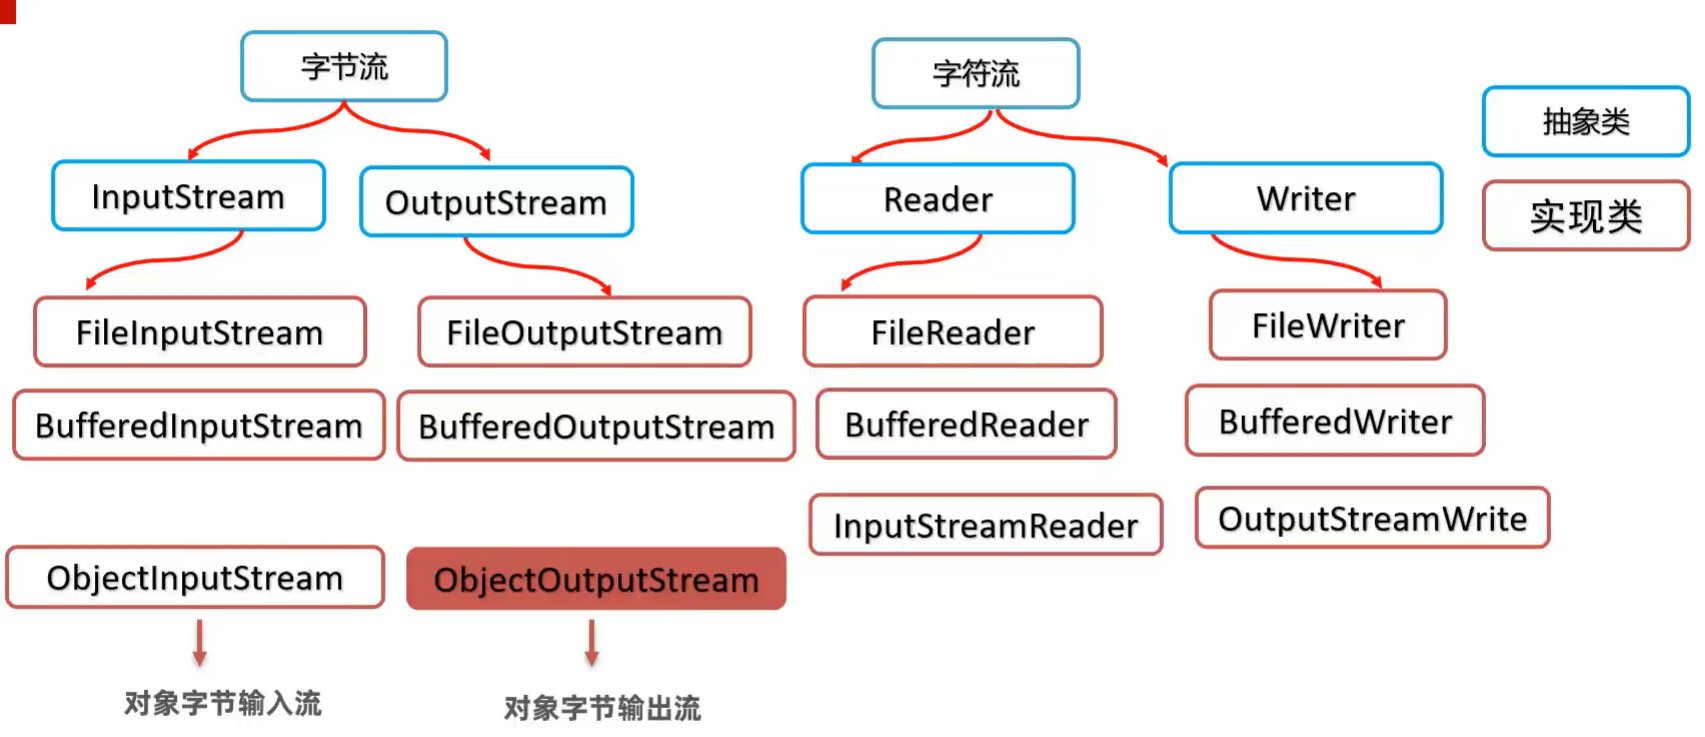 字节流
字符流
抽象类
InputStream
OutputStream
Reader
Writer
实现类
FileInputStream
FileOutputStream
FileReader
FileWriter
BufferedInputStream
BufferedOutputStream
BufferedReader
BufferedWriter
InputStreamReader
OutputStreamWrite
ObjectInputStream
ObjectOutputStream
对象字节输入流
对象字节输出流